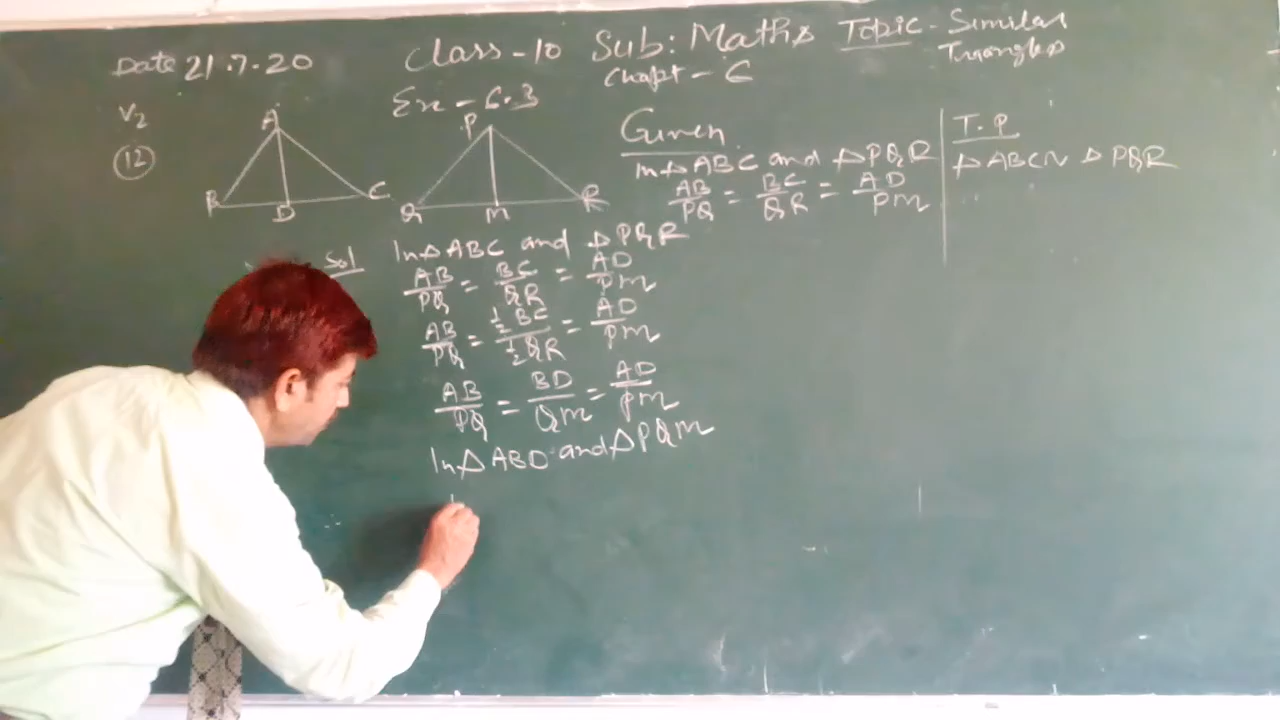 Date 21.7.20
Class-10 Sub: Maths Topic - Similar
Triangles
Chapt - 6
V2
Ex - 6.3
12
A
B D C
P
Q M R
Given
In △ABC and △PQR
AB/PQ = BC/QR = AD/PM
T.P
△ABC ~ △PQR
Sol
In △ABC and △PQR
AB/PQ = BC/QR = AD/PM
AB/PQ = ½BC/½QR = AD/PM
AB/PQ = BD/QM = AD/PM
In △ABD and △PQM